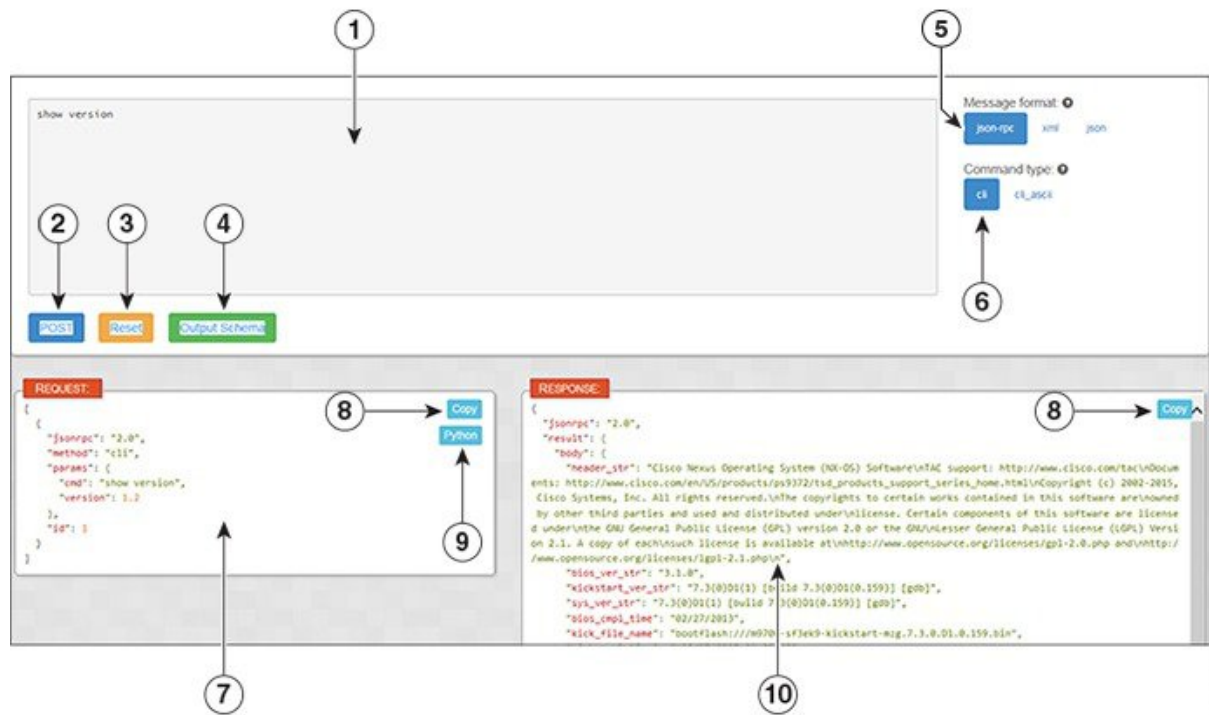 1
5
show version
Message format:
json-rpc xml json
Command type:
cli cli_ascii
2
3
4
6
POST Reset Output Schema
REQUEST:
Copy
Python
8
9
[
{
"jsonrpc": "2.0",
"method": "cli",
"params": {
"cmd": "show version",
"version": 1.2
},
"id": 1
}
]
RESPONSE:
Copy
8
{
"jsonrpc": "2.0",
"result": {
"body": {
"header_str": "Cisco Nexus Operating System (NX-OS) Software\nTAC support: http://www.cisco.com/tac\nDocum
ents: http://www.cisco.com/en/US/products/ps9372/tsd_products_support_series_home.html\nCopyright (c) 2002-2015,
Cisco Systems, Inc. All rights reserved.\nThe copyrights to certain works contained in this software are\nowned
by other third parties and used and distributed under\nlicense. Certain components of this software are license
d under\nthe GNU General Public License (GPL) version 2.0 or the GNU\nLesser General Public License (LGPL) Versi
on 2.1. A copy of each\nsuch license is available at\nhttp://www.opensource.org/licenses/gpl-2.0.php and\nhttp:/
/www.opensource.org/licenses/lgpl-2.1.php\n",
"bios_ver_str": "3.1.0",
"kickstart_ver_str": "7.3(0)D1(1) [build 7.3(0)D1(0.159)] [gdb]",
"sys_ver_str": "7.3(0)D1(1) [build 7.3(0)D1(0.159)] [gdb]",
"bios_cmpl_time": "02/27/2013",
"kick_file_name": "bootflash:///m9700-sf3ek9-kickstart-mzg.7.3.0.D1.0.159.bin",
7
10